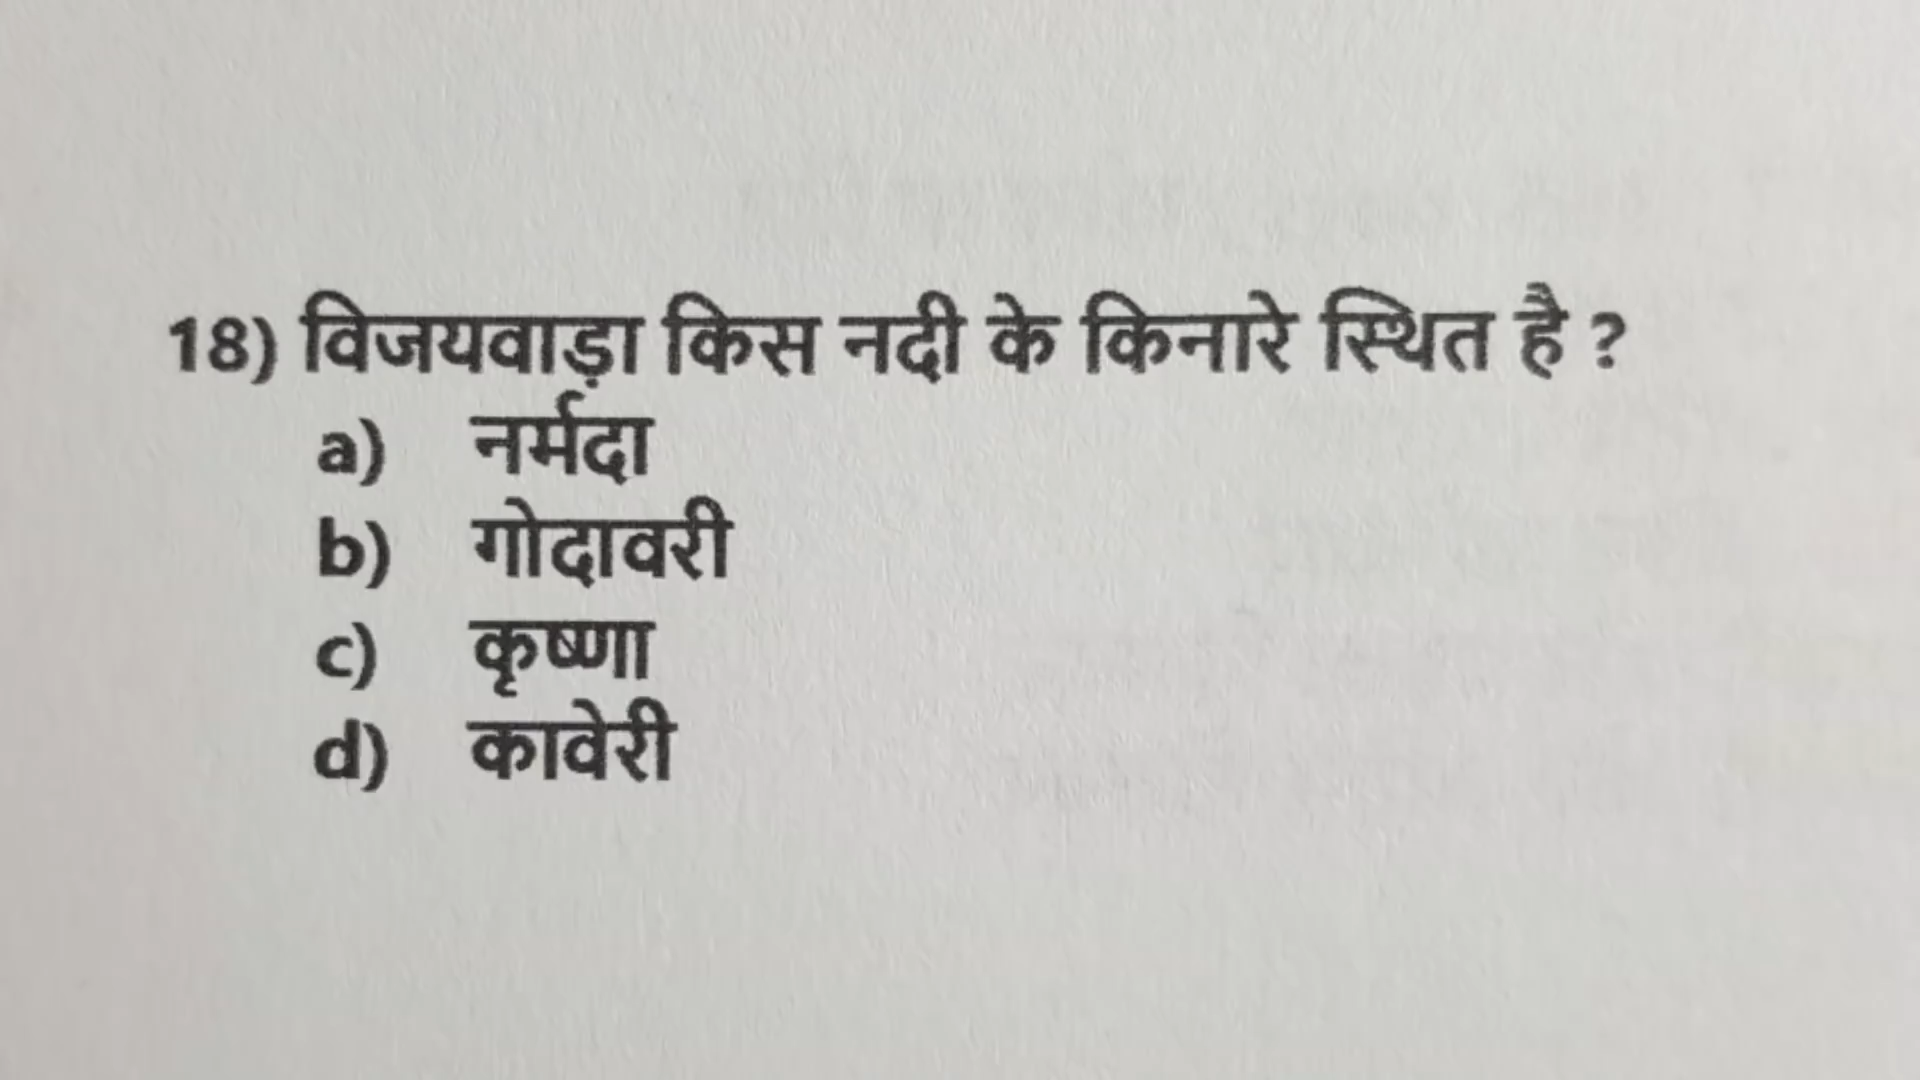 18) विजयवाड़ा किस नदी के किनारे स्थित है ?
a) नर्मदा
b) गोदावरी
c) कृष्णा
d) कावेरी